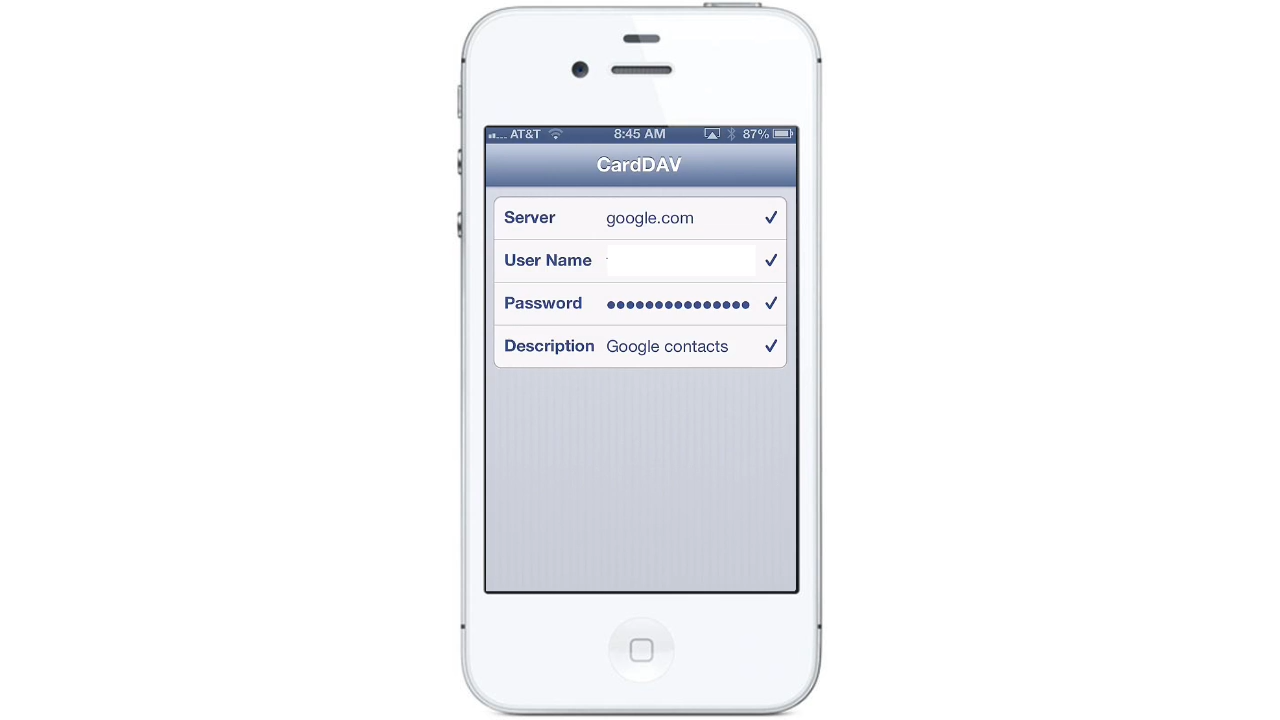 AT&T 8:45 AM 87%
CardDAV
Server google.com
User Name
Password ●●●●●●●●●●●●●●●
Description Google contacts